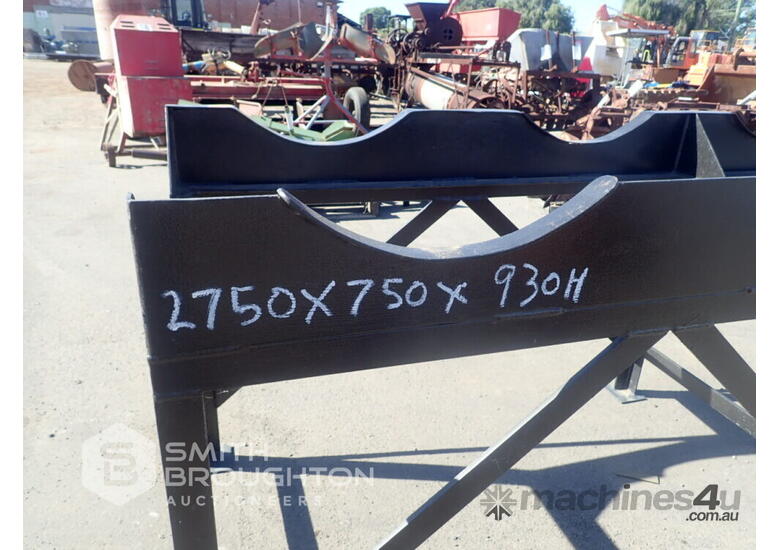 2750X750X 930H
SMITH
BROUGHTON
AUCTIONEERS
machines4u
.com.au